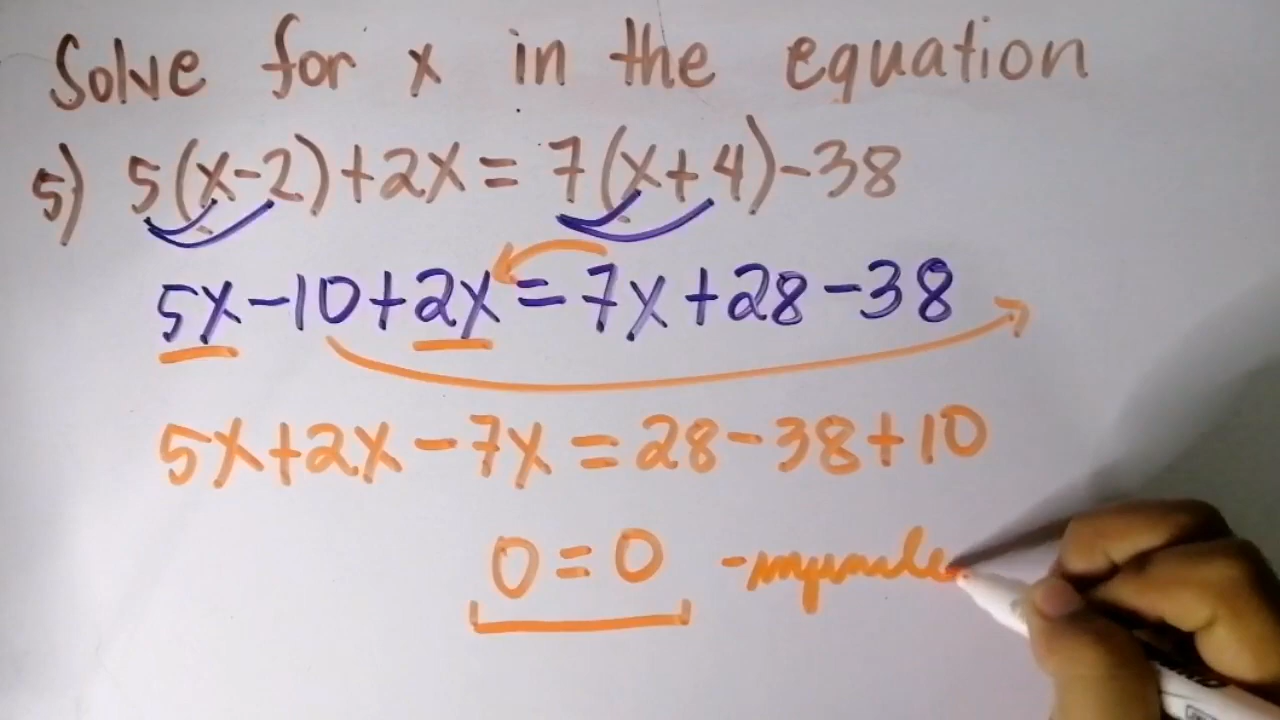 Solve for x in the equation
5) 5(x-2)+2x=7(x+4)-38
5x-10+2x=7x+28-38
5x+2x-7x=28-38+10
0=0